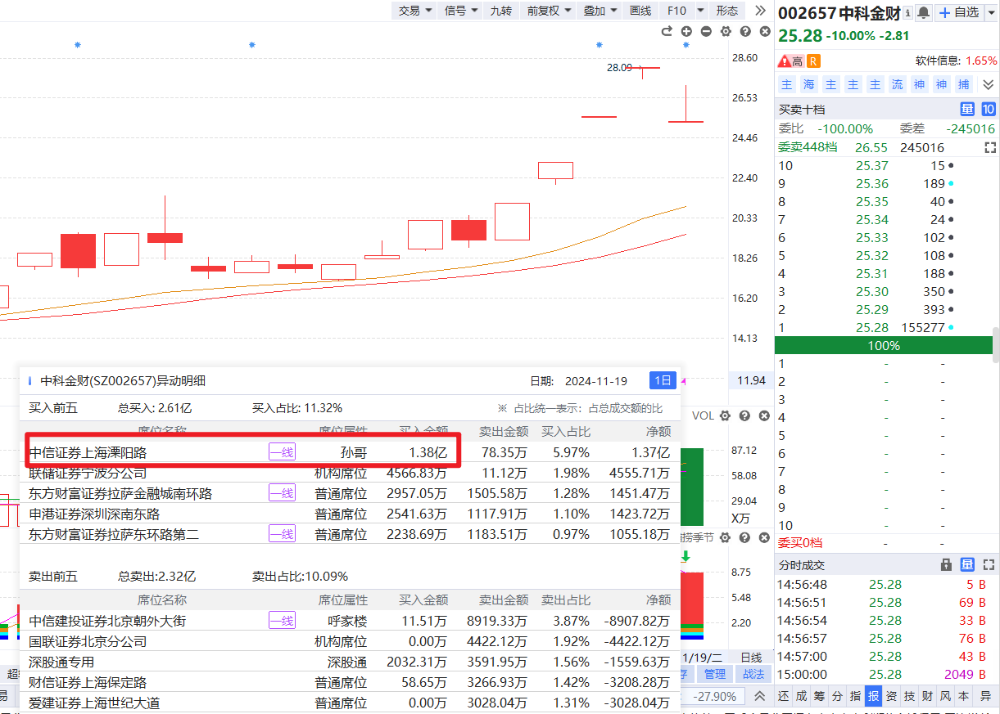 交易 信号 九转 前复权 叠加 画线 F10 形态
002657 中科金财 自选
25.28 -10.00% -2.81
高 R 软件信息: 1.65%
主 海 主 主 主 流 神 神 捕
买卖十档 量 10
委比 -100.00% 委差 -245016
委卖448档 26.55 245016
10 25.37 15
9 25.36 189
8 25.35 40
7 25.34 24
6 25.33 102
5 25.32 108
4 25.31 188
3 25.30 350
2 25.29 393
1 25.28 155277
100%
1 - -
2 - -
3 - -
4 - -
5 - -
6 - -
7 - -
8 - -
9 - -
10 - -
委买0档 - -
分时成交 量
14:56:48 25.28 5 B
14:56:51 25.28 69 B
14:56:54 25.28 33 B
14:56:57 25.28 76 B
14:57:00 25.28 43 B
15:00:00 25.28 2049 B
还 成 筹 分 指 报 资 技 财 风 本 异
28.09
28.60
26.53
24.46
22.40
20.33
18.26
16.20
14.13
11.94
VOL
87.12
58.08
29.04
X万
捞季节
8.75
5.48
2.20
1/19/二 日线
管理 战法
-27.90%
中科金财(SZ002657)异动明细 日期: 2024-11-19 1日
买入前五 总买入: 2.61亿 买入占比: 11.32% ※ 占比统一表示: 占总成交额的比
席位名称 席位属性 买入金额 卖出金额 买入占比 净额
中信证券上海溧阳路 一线 孙哥 1.38亿 78.35万 5.97% 1.37亿
联储证券宁波分公司 机构席位 4566.83万 11.12万 1.98% 4555.71万
东方财富证券拉萨金融城南环路 一线 普通席位 2957.05万 1505.58万 1.28% 1451.47万
申港证券深圳深南东路 普通席位 2541.63万 1117.91万 1.10% 1423.72万
东方财富证券拉萨东环路第二 一线 普通席位 2238.69万 1183.51万 0.97% 1055.18万
卖出前五 总卖出:2.32亿 卖出占比:10.09%
席位名称 席位属性 买入金额 卖出金额 卖出占比 净额
中信建投证券北京朝外大街 一线 呼家楼 11.51万 8919.33万 3.87% -8907.82万
国联证券北京分公司 机构席位 0.00万 4422.12万 1.92% -4422.12万
深股通专用 深股通 2032.31万 3591.95万 1.56% -1559.63万
财信证券上海保定路 普通席位 58.65万 3266.93万 1.42% -3208.28万
爱建证券上海世纪大道 普通席位 0.00万 3028.04万 1.31% -3028.04万